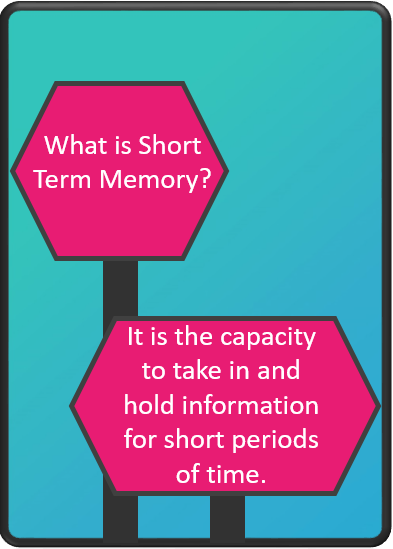 What is Short
Term Memory?
It is the capacity
to take in and
hold information
for short periods
of time.